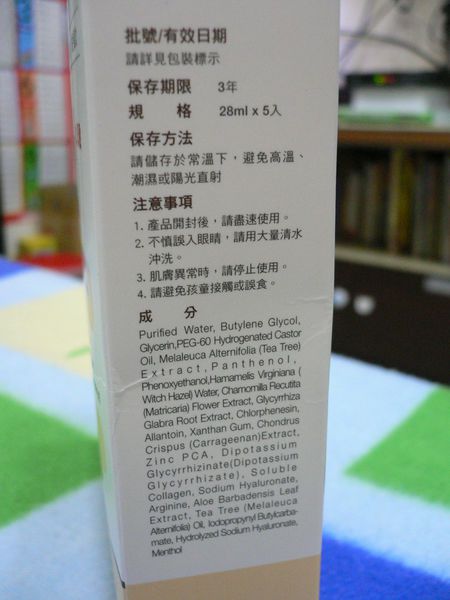 批號/有效日期
請詳見包裝標示
保存期限 3年
規 格 28ml x 5入
保存方法
請儲存於常溫下，避免高溫、
潮濕或陽光直射
注意事項
1. 產品開封後，請盡速使用。
2. 不慎誤入眼睛，請用大量清水
沖洗。
3. 肌膚異常時，請停止使用。
4. 請避免孩童接觸或誤食。
成 分
Purified Water, Butylene Glycol,
Glycerin,PEG-60 Hydrogenated Castor
Oil, Melaleuca Alternifolia (Tea Tree)
Extract,Panthenol,
Phenoxyethanol,Hamamelis Virginiana (
Witch Hazel) Water, Chamomilla Recutita
(Matricaria) Flower Extract, Glycyrrhiza
Glabra Root Extract, Chlorphenesin,
Allantoin, Xanthan Gum, Chondrus
Crispus (Carrageenan)Extract,
Zinc PCA, Dipotassium
Glycyrrhizinate(Dipotassium
Glycyrrhizate), Soluble
Collagen, Sodium Hyaluronate,
Arginine, Aloe Barbadensis Leaf
Extract, Tea Tree (Melaleuca
Alternifolia) Oil, Iodopropynyl Butylcarba-
mate, Hydrolyzed Sodium Hyaluronate,
Menthol